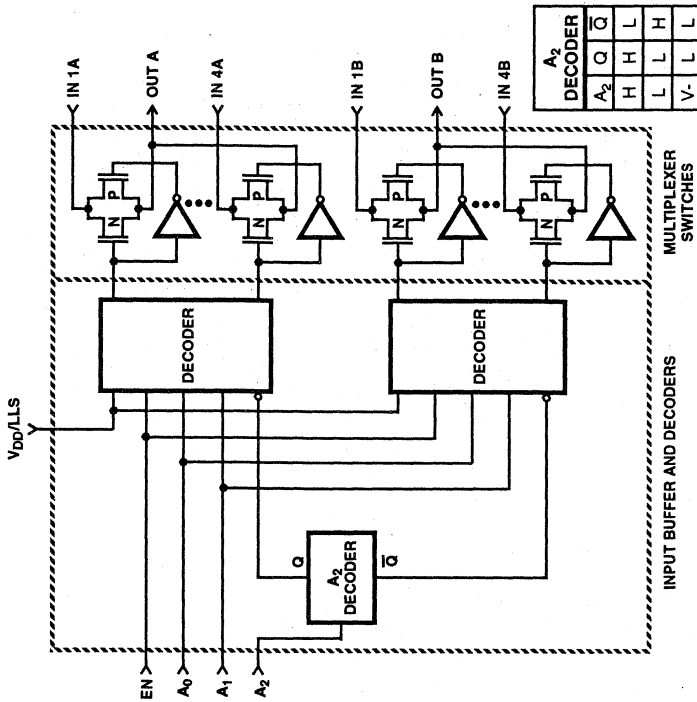 V_DD/LLS
EN
A0
A1
A2
DECODER
DECODER
A2
DECODER
Q
Q̅
N P
N P
N P
N P
IN 1A
OUT A
IN 4A
IN 1B
OUT B
IN 4B
INPUT BUFFER AND DECODERS
MULTIPLEXER
SWITCHES
A2
DECODER
A2 Q Q̅
H H L
L L H
V- L L